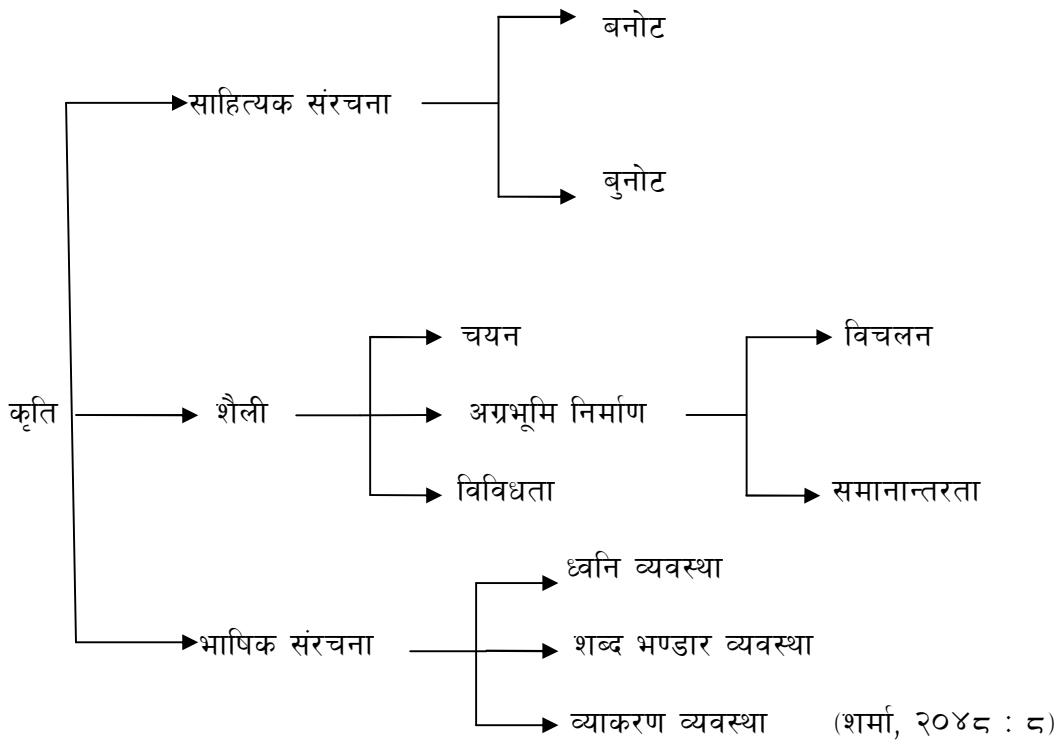 बनोट
साहित्यक संरचना
बुनोट
चयन
विचलन
कृति
शैली
अग्रभूमि निर्माण
विविधता
समानान्तरता
ध्वनि व्यवस्था
भाषिक संरचना
शब्द भण्डार व्यवस्था
व्याकरण व्यवस्था (शर्मा, २०४८ : ८)